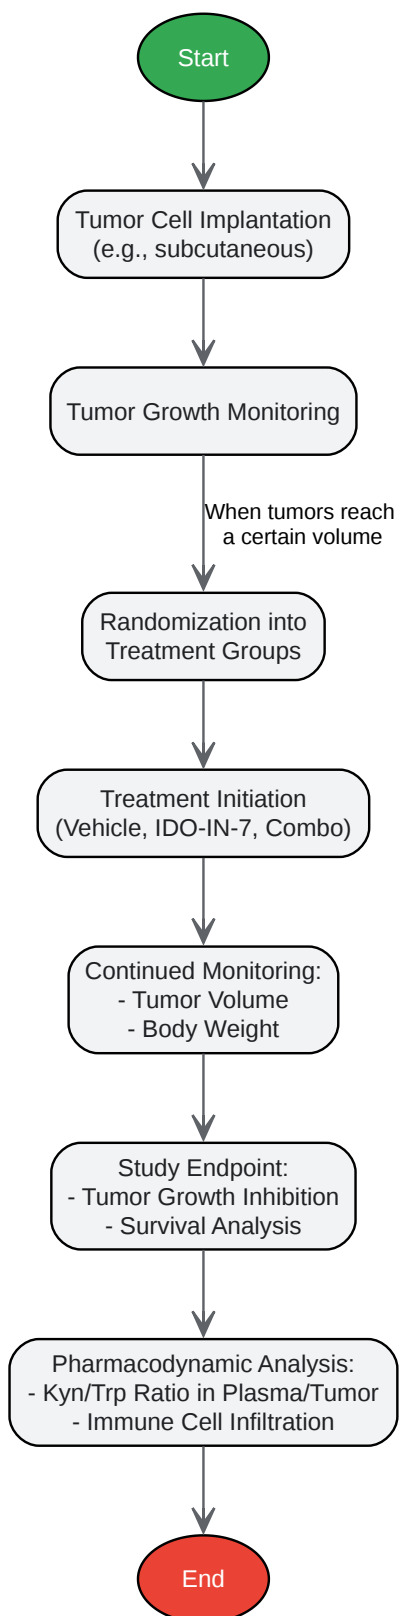 Start
Tumor Cell Implantation
(e.g., subcutaneous)
Tumor Growth Monitoring
When tumors reach
a certain volume
Randomization into
Treatment Groups
Treatment Initiation
(Vehicle, IDO-IN-7, Combo)
Continued Monitoring:
- Tumor Volume
- Body Weight
Study Endpoint:
- Tumor Growth Inhibition
- Survival Analysis
Pharmacodynamic Analysis:
- Kyn/Trp Ratio in Plasma/Tumor
- Immune Cell Infiltration
End